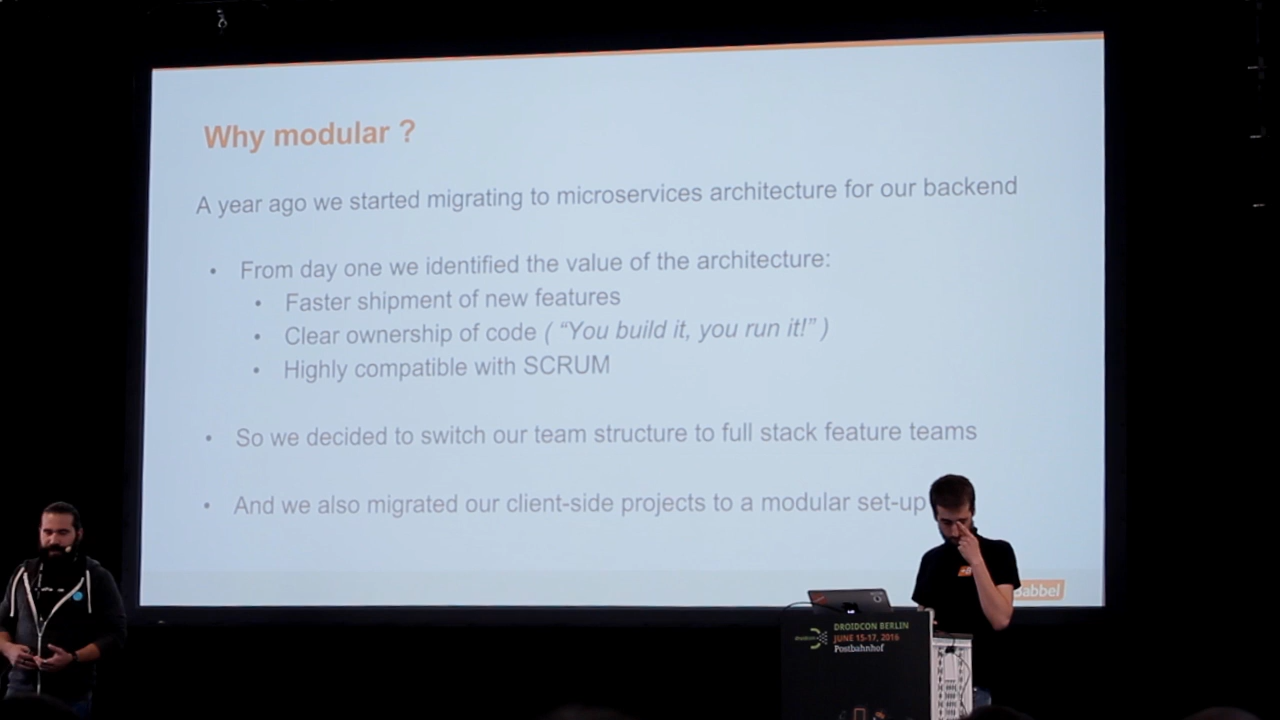 Why modular ?
A year ago we started migrating to microservices architecture for our backend
• From day one we identified the value of the architecture:
• Faster shipment of new features
• Clear ownership of code ( “You build it, you run it!” )
• Highly compatible with SCRUM
• So we decided to switch our team structure to full stack feature teams
• And we also migrated our client-side projects to a modular set-up
Babbel
droidcon
DROIDCON BERLIN
JUNE 15-17, 2016
Postbahnhof